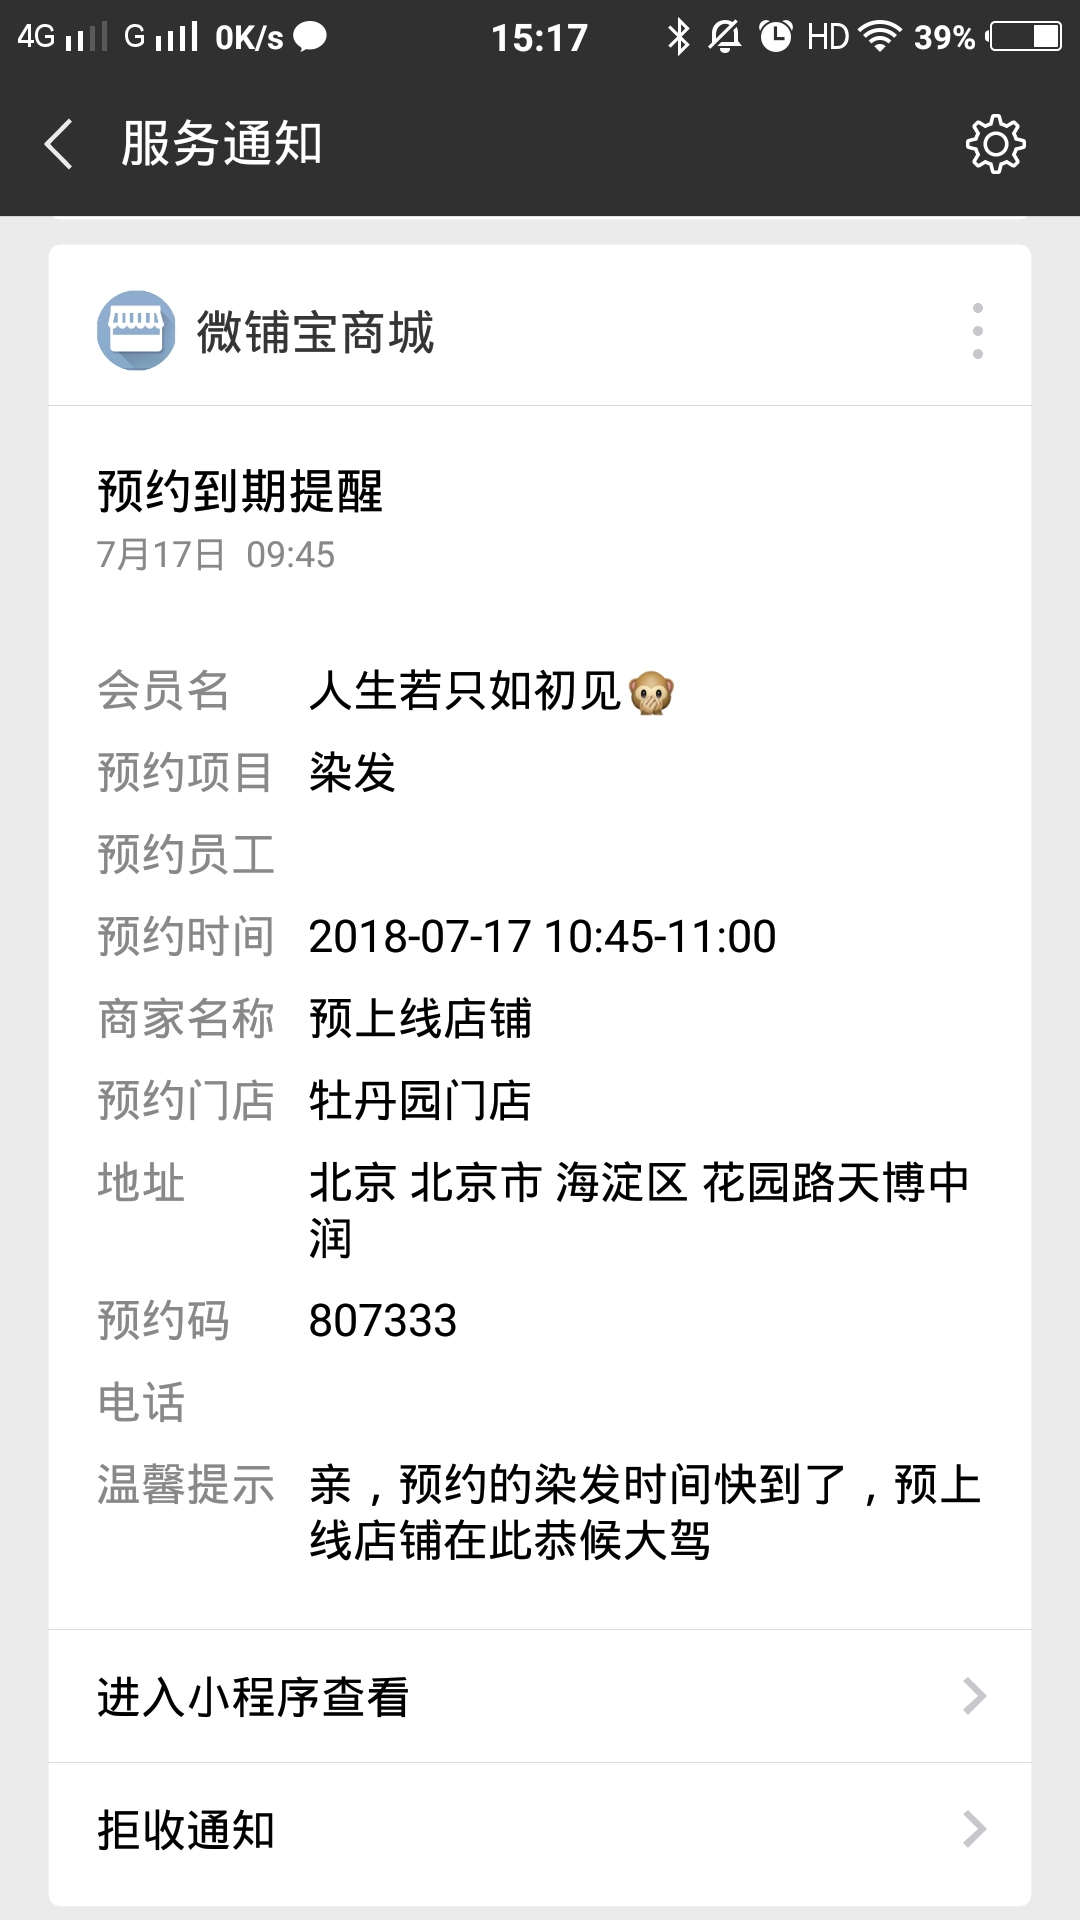 4G G 0K/s 15:17 HD 39%
服务通知
微铺宝商城
预约到期提醒
7月17日 09:45
会员名 人生若只如初见🙊
预约项目 染发
预约员工
预约时间 2018-07-17 10:45-11:00
商家名称 预上线店铺
预约门店 牡丹园门店
地址 北京 北京市 海淀区 花园路天博中
润
预约码 807333
电话
温馨提示 亲，预约的染发时间快到了，预上
线店铺在此恭候大驾
进入小程序查看
拒收通知